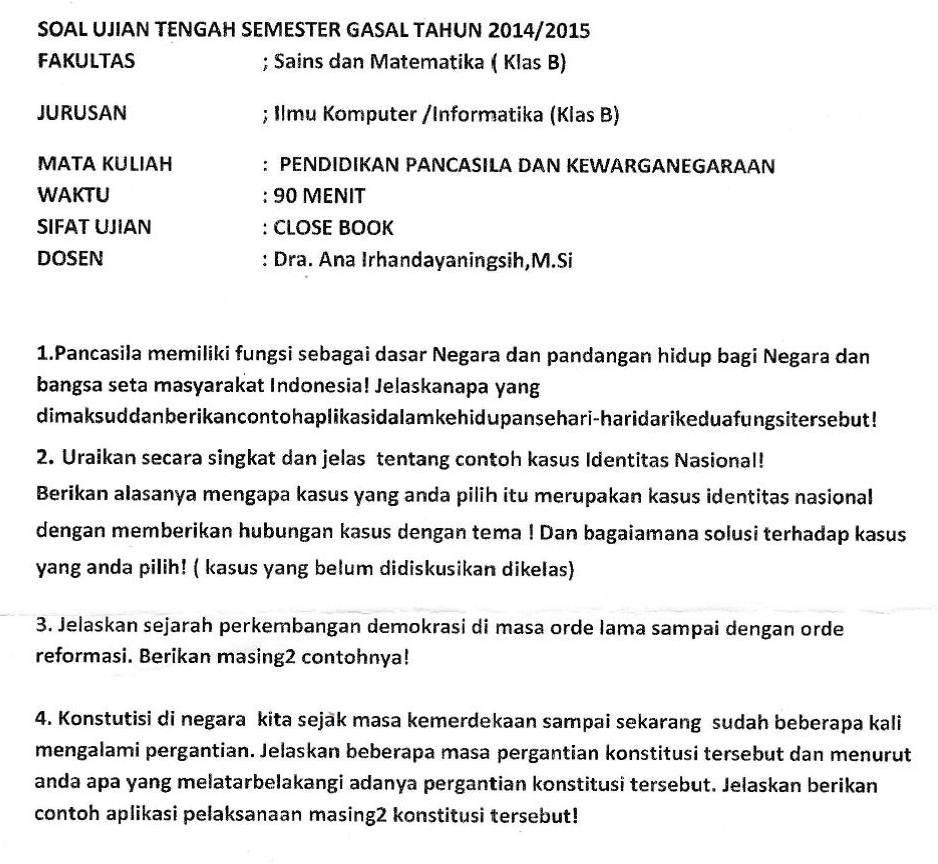 SOAL UJIAN TENGAH SEMESTER GASAL TAHUN 2014/2015
FAKULTAS ; Sains dan Matematika ( Klas B)
JURUSAN ; Ilmu Komputer /Informatika (Klas B)
MATA KULIAH : PENDIDIKAN PANCASILA DAN KEWARGANEGARAAN
WAKTU : 90 MENIT
SIFAT UJIAN : CLOSE BOOK
DOSEN : Dra. Ana Irhandayaningsih,M.Si
1.Pancasila memiliki fungsi sebagai dasar Negara dan pandangan hidup bagi Negara dan
bangsa seta masyarakat Indonesia! Jelaskanapa yang
dimaksuddanberikancontohaplikasidalamkehidupansehari-haridarikeduafungsitersebut!
2. Uraikan secara singkat dan jelas tentang contoh kasus Identitas Nasional!
Berikan alasanya mengapa kasus yang anda pilih itu merupakan kasus identitas nasional
dengan memberikan hubungan kasus dengan tema ! Dan bagaiamana solusi terhadap kasus
yang anda pilih! ( kasus yang belum didiskusikan dikelas)
3. Jelaskan sejarah perkembangan demokrasi di masa orde lama sampai dengan orde
reformasi. Berikan masing2 contohnya!
4. Konstutisi di negara kita sejak masa kemerdekaan sampai sekarang sudah beberapa kali
mengalami pergantian. Jelaskan beberapa masa pergantian konstitusi tersebut dan menurut
anda apa yang melatarbelakangi adanya pergantian konstitusi tersebut. Jelaskan berikan
contoh aplikasi pelaksanaan masing2 konstitusi tersebut!